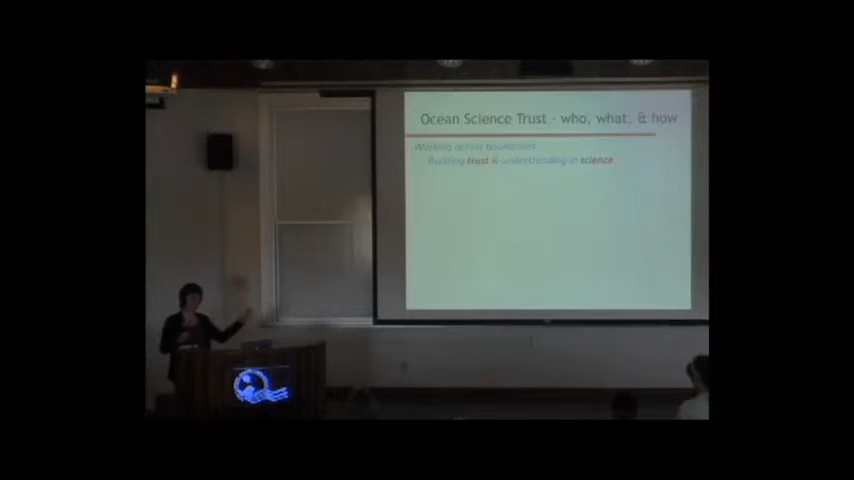 Ocean Science Trust - who, what, & how
Working across boundaries
Building trust & understanding in science